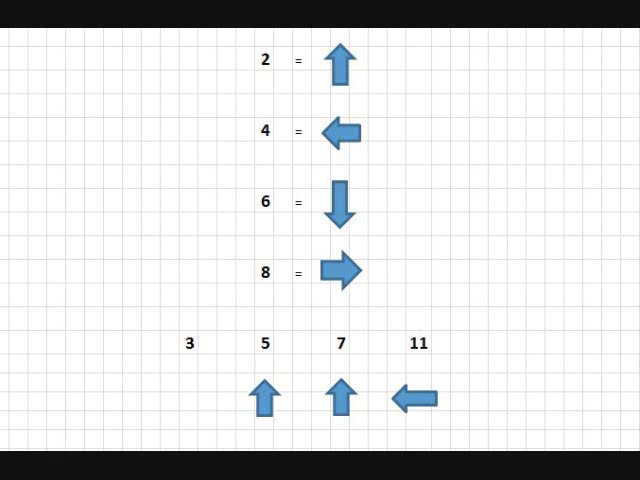 2 =
4 =
6 =
8 =
3 5 7 11